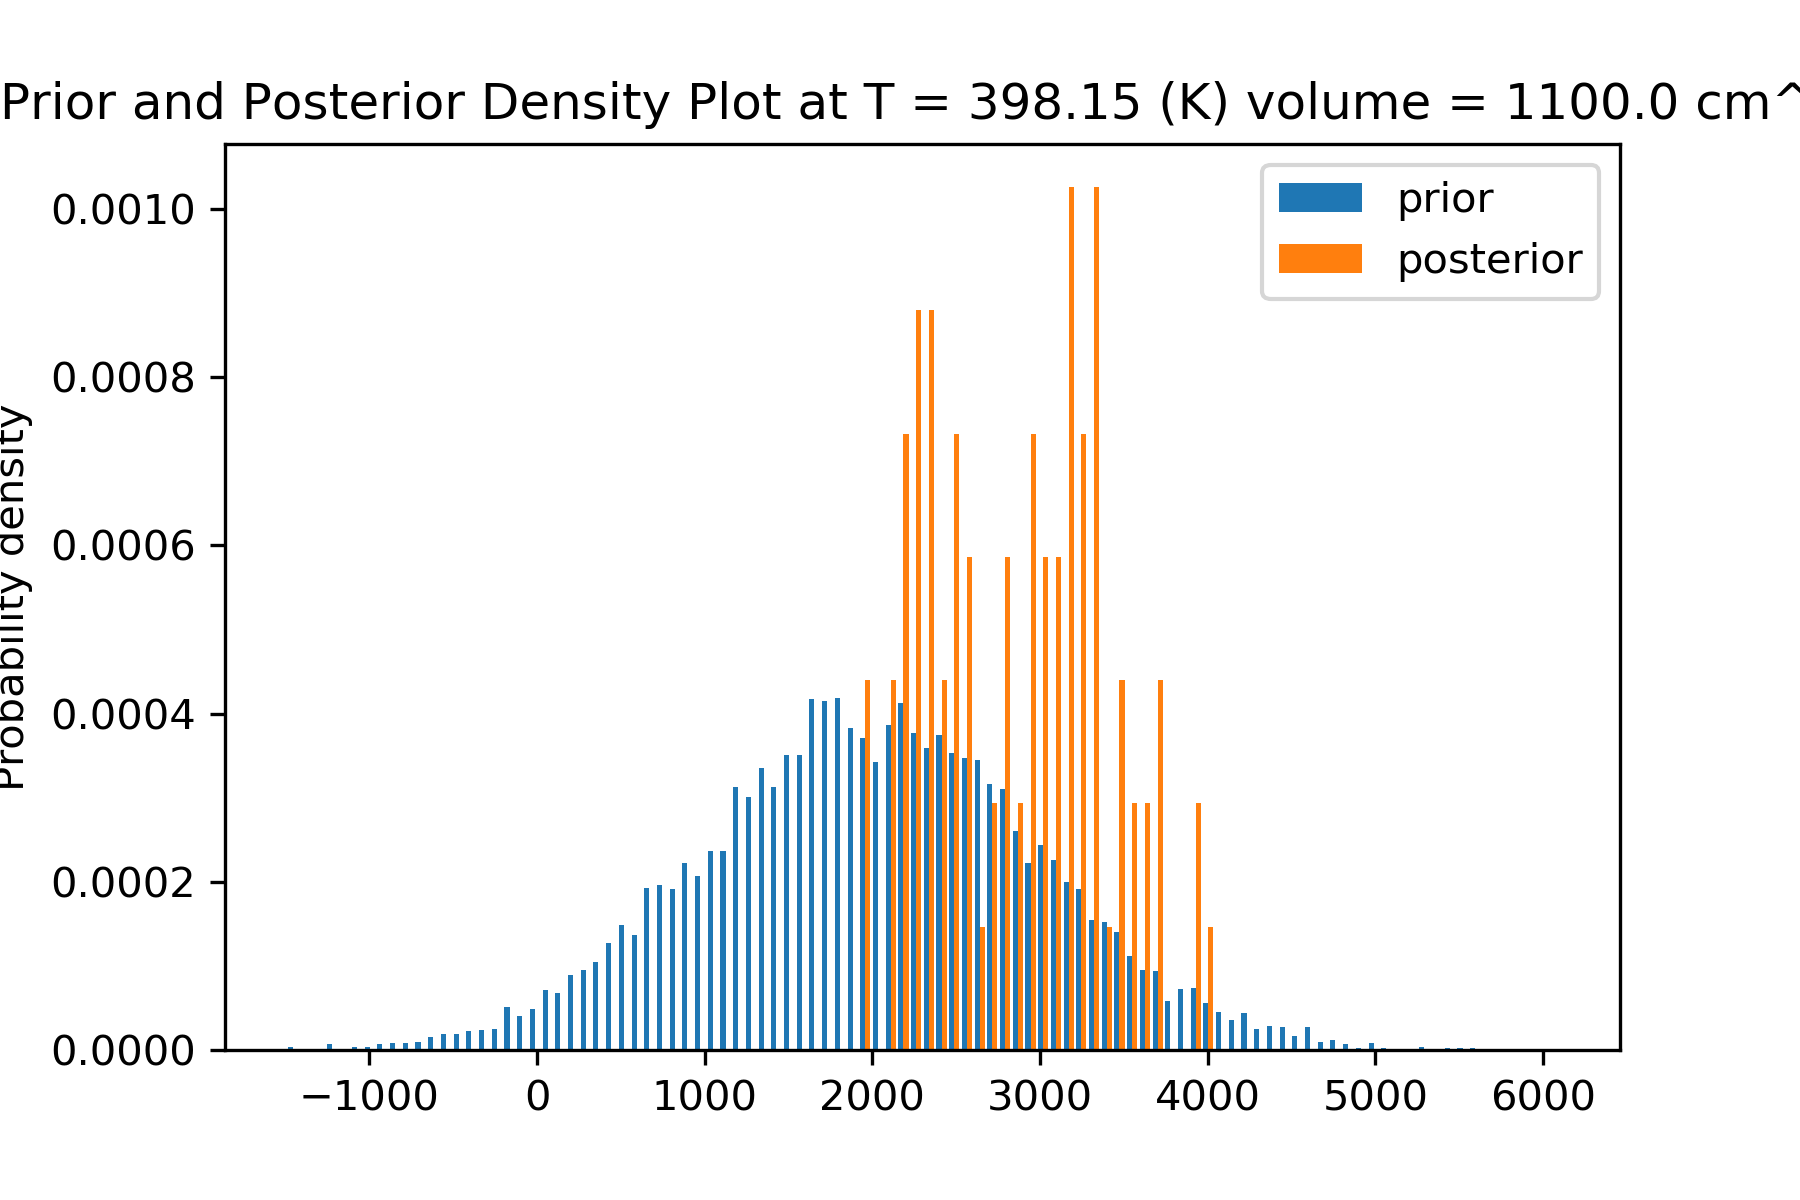 Prior and Posterior Density Plot at T = 398.15 (K) volume = 1100.0 cm^
prior
posterior
Probability density
0.0010
0.0008
0.0006
0.0004
0.0002
0.0000
−1000 0 1000 2000 3000 4000 5000 6000